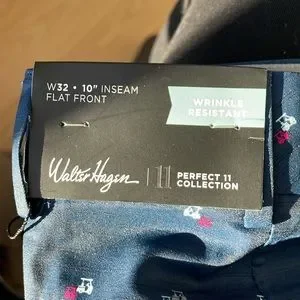 W32 • 10" INSEAM
FLAT FRONT
WRINKLE
RESISTANT
Walter Hagen
11
PERFECT 11
COLLECTION